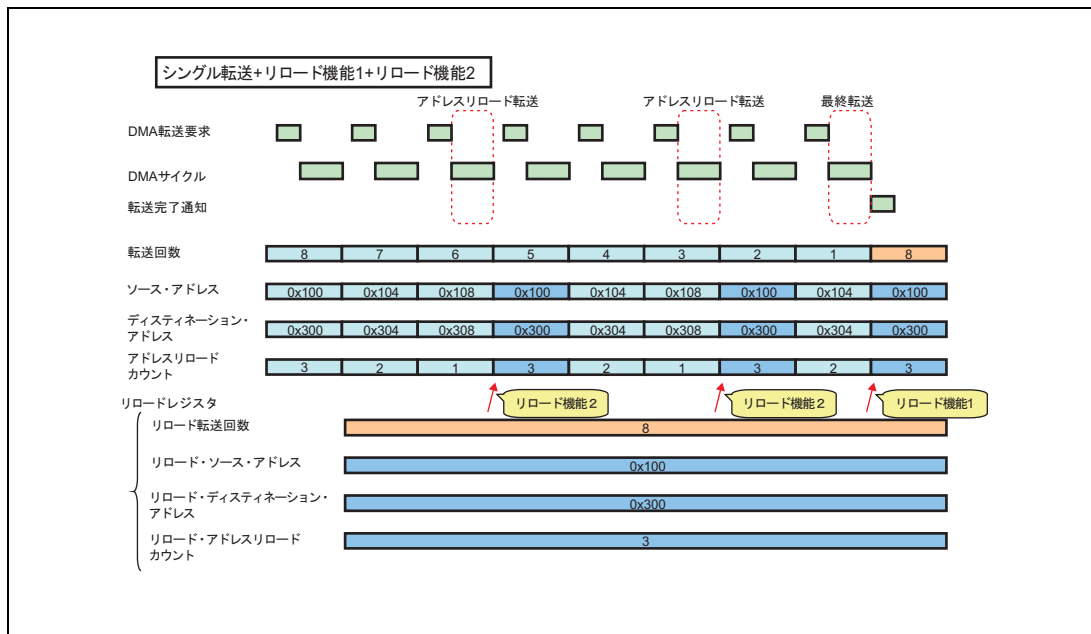 シングル転送+リロード機能1+リロード機能2
アドレスリロード転送 アドレスリロード転送 最終転送
DMA転送要求
DMAサイクル
転送完了通知
転送回数 8 7 6 5 4 3 2 1 8
ソース・アドレス 0x100 0x104 0x108 0x100 0x104 0x108 0x100 0x104 0x100
ディスティネーション・
アドレス 0x300 0x304 0x308 0x300 0x304 0x308 0x300 0x304 0x300
アドレスリロード
カウント 3 2 1 3 2 1 3 2 3
リロード機能2 リロード機能2 リロード機能1
リロードレジスタ
リロード転送回数 8
リロード・ソース・アドレス 0x100
リロード・ディスティネーション・
アドレス 0x300
リロード・アドレスリロード
カウント 3